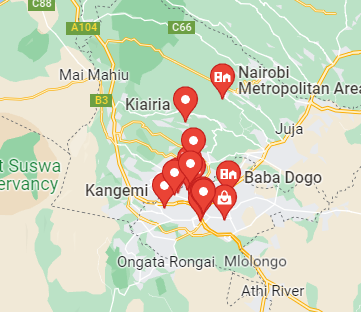 C88
C66
A104
Mai Mahiu
Nairobi
Metropolitan Area
B3
Kiairia
Juja
t Suswa
ervancy
Kangemi
Baba Dogo
Ongata Rongai
Mlolongo
Athi River